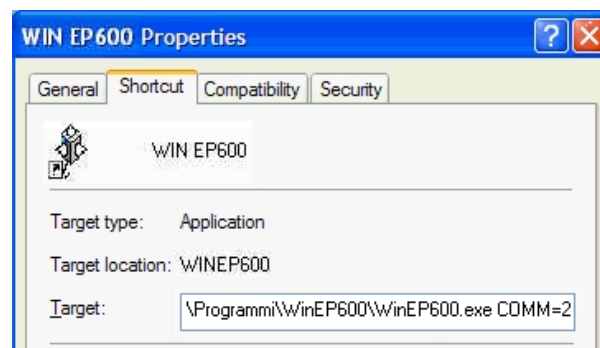 WIN EP600 Properties
General Shortcut Compatibility Security
WIN EP600
Target type: Application
Target location: WINEP600
Target: \Programmi\WinEP600\WinEP600.exe COMM=2